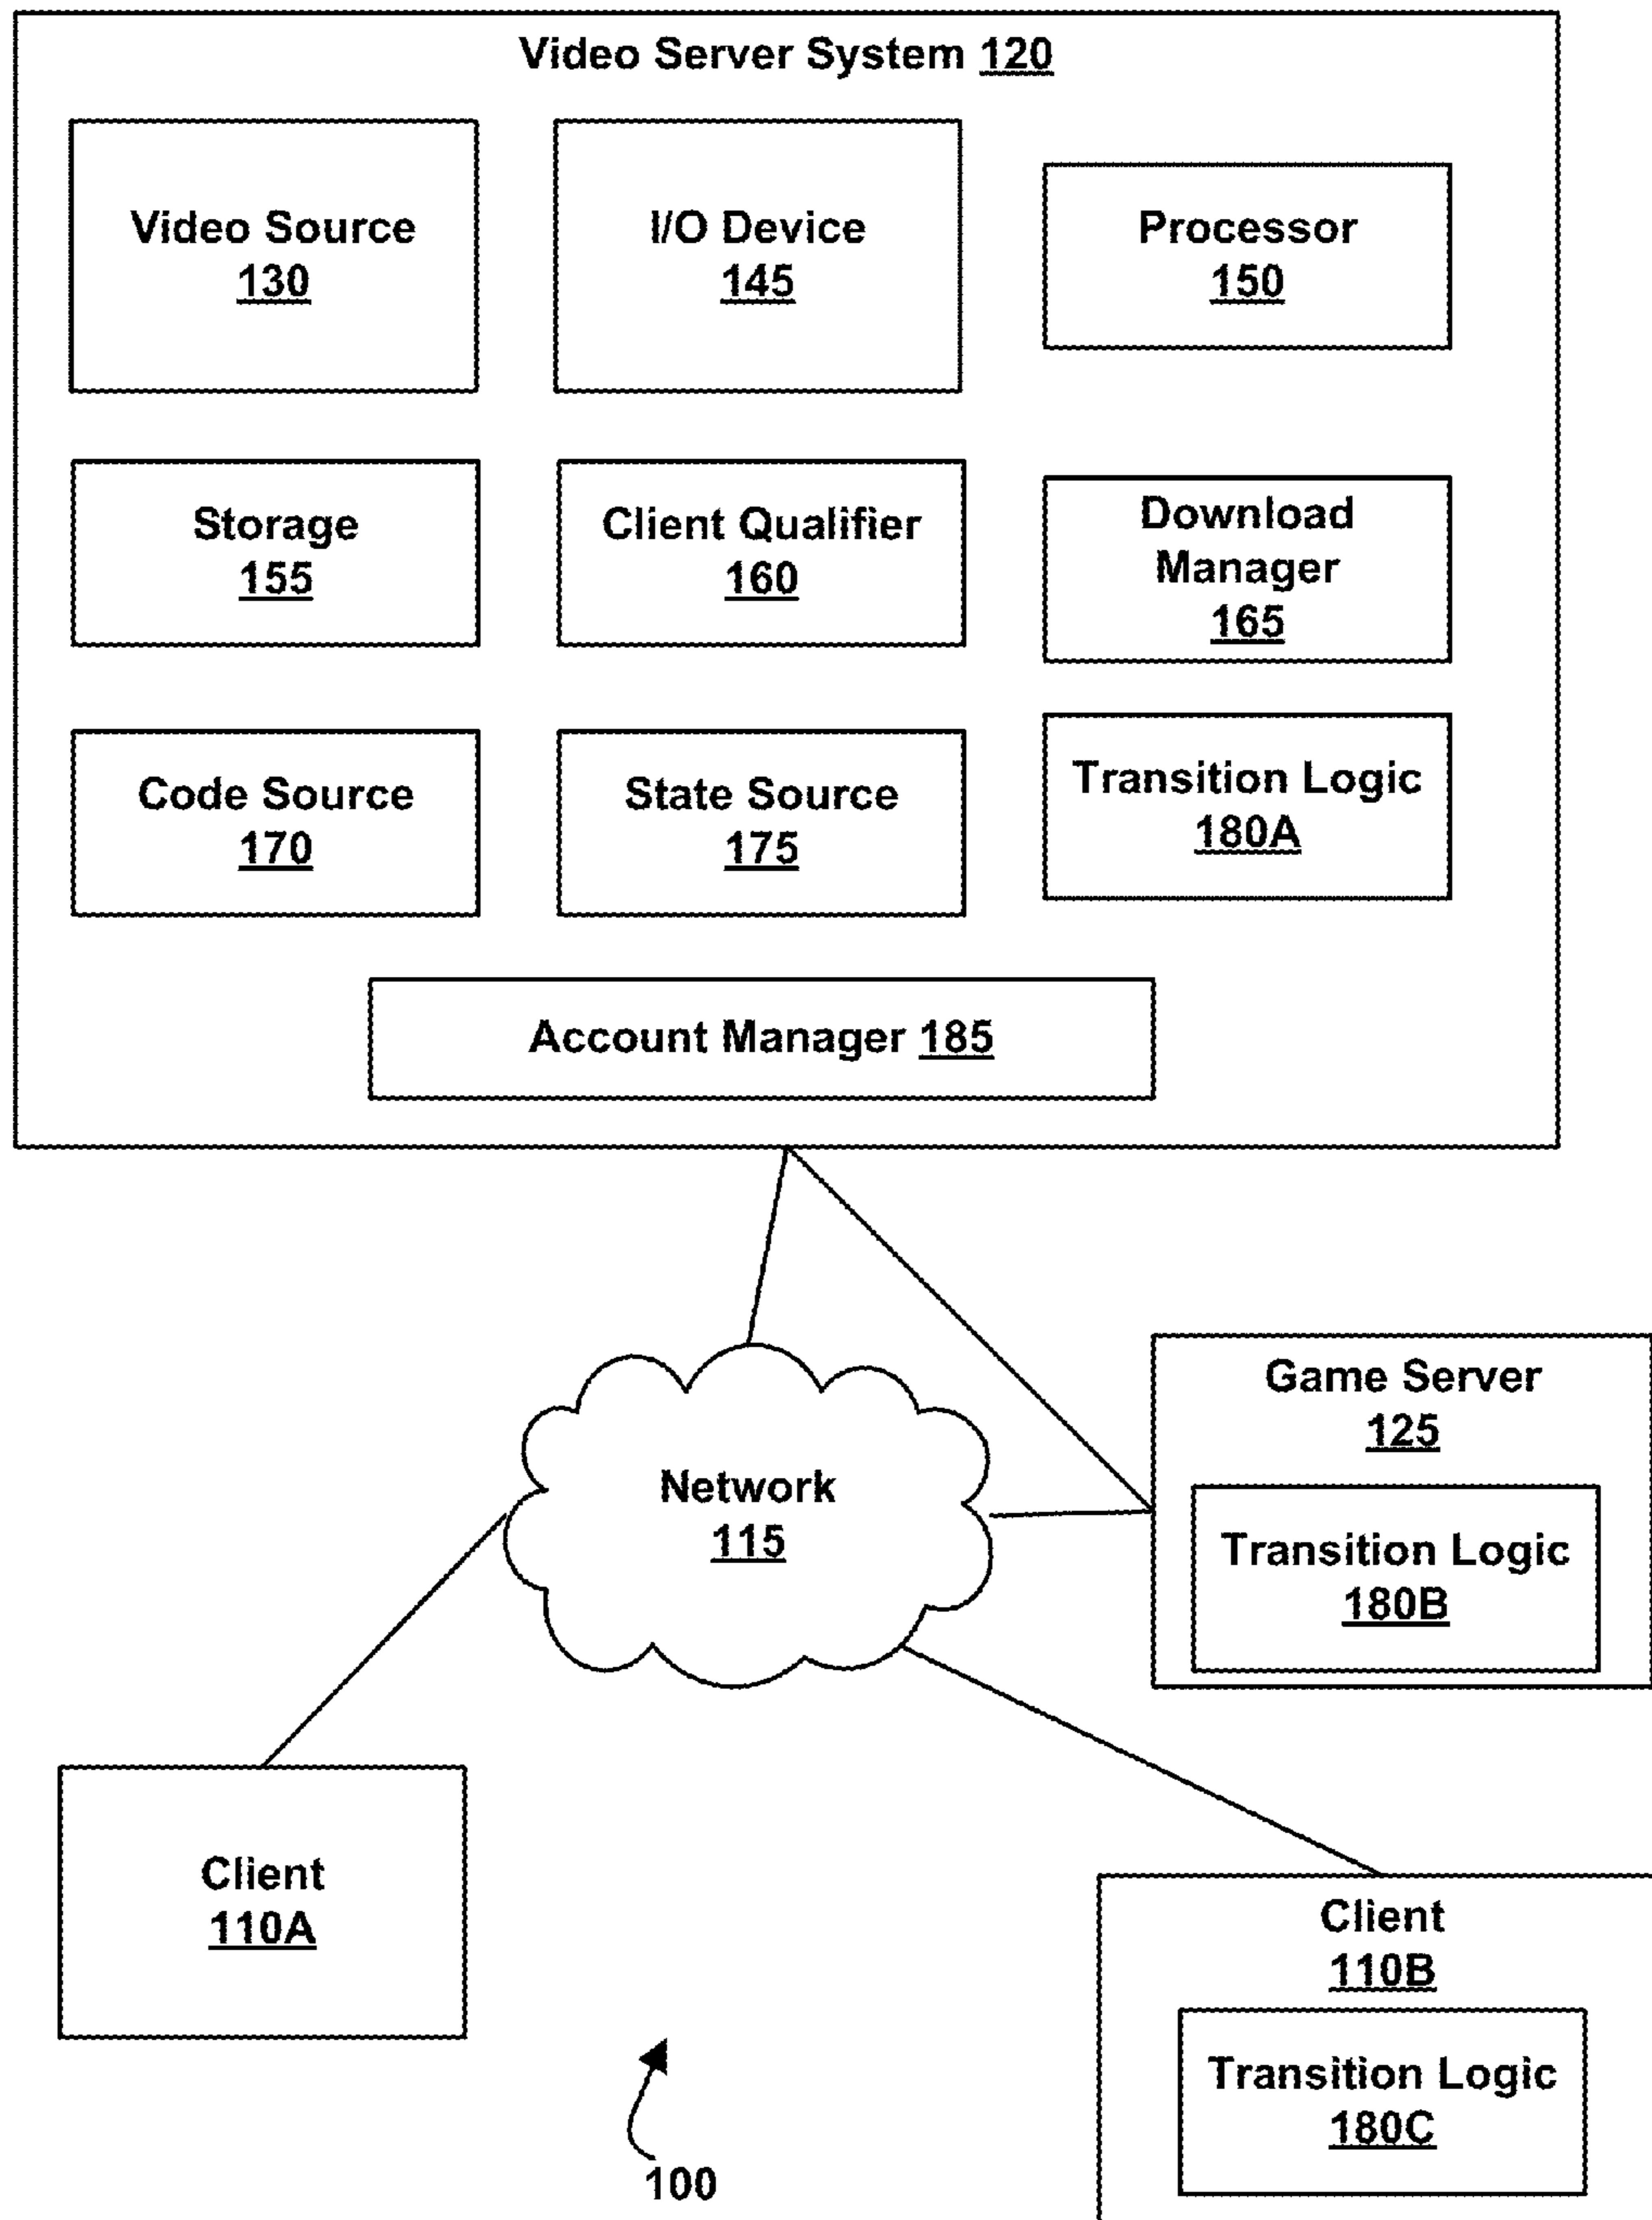 Video Server System 120
Video Source
130
I/O Device
145
Processor
150
Storage
155
Client Qualifier
160
Download
Manager
165
Code Source
170
State Source
175
Transition Logic
180A
Account Manager 185
Game Server
125
Transition Logic
180B
Network
115
Client
110A
Client
110B
Transition Logic
180C
100